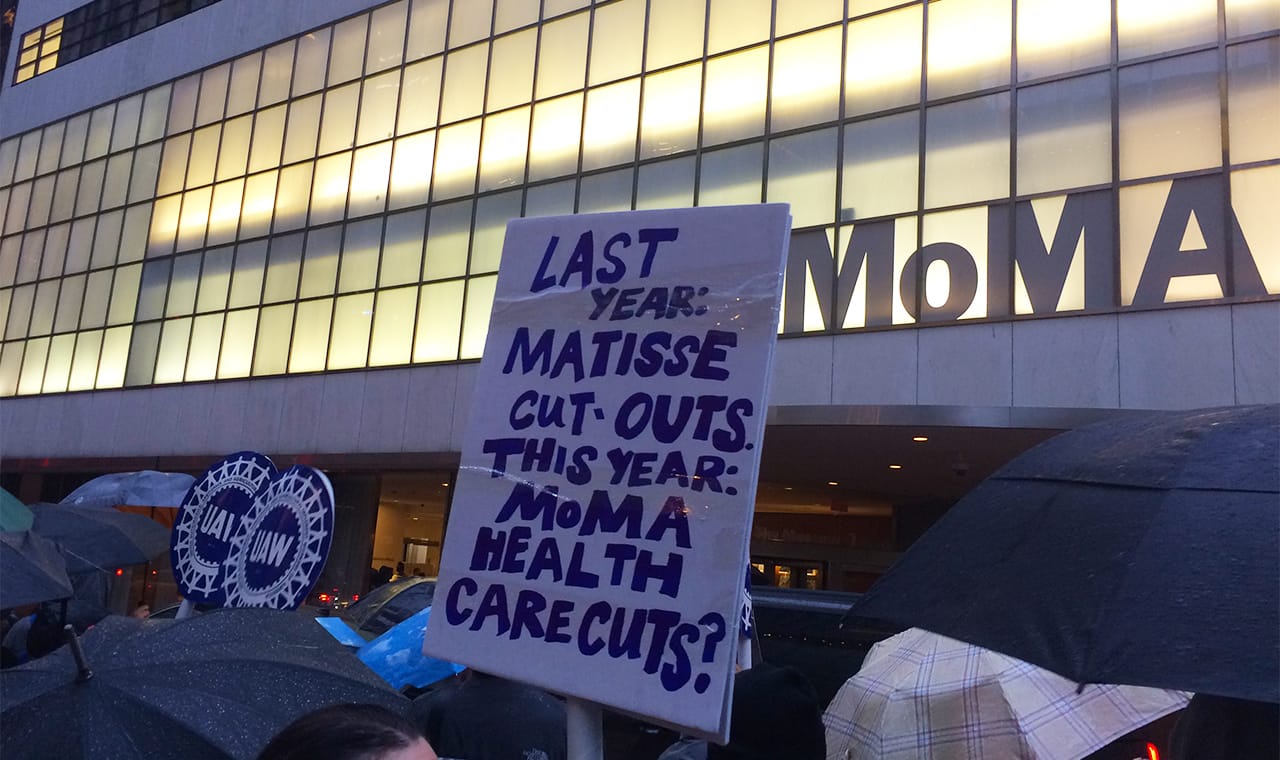 MoMA
LAST
YEAR:
MATISSE
CUT-OUTS.
THIS YEAR:
MoMA
HEALTH
CARE CUTS?
UAW
UAW